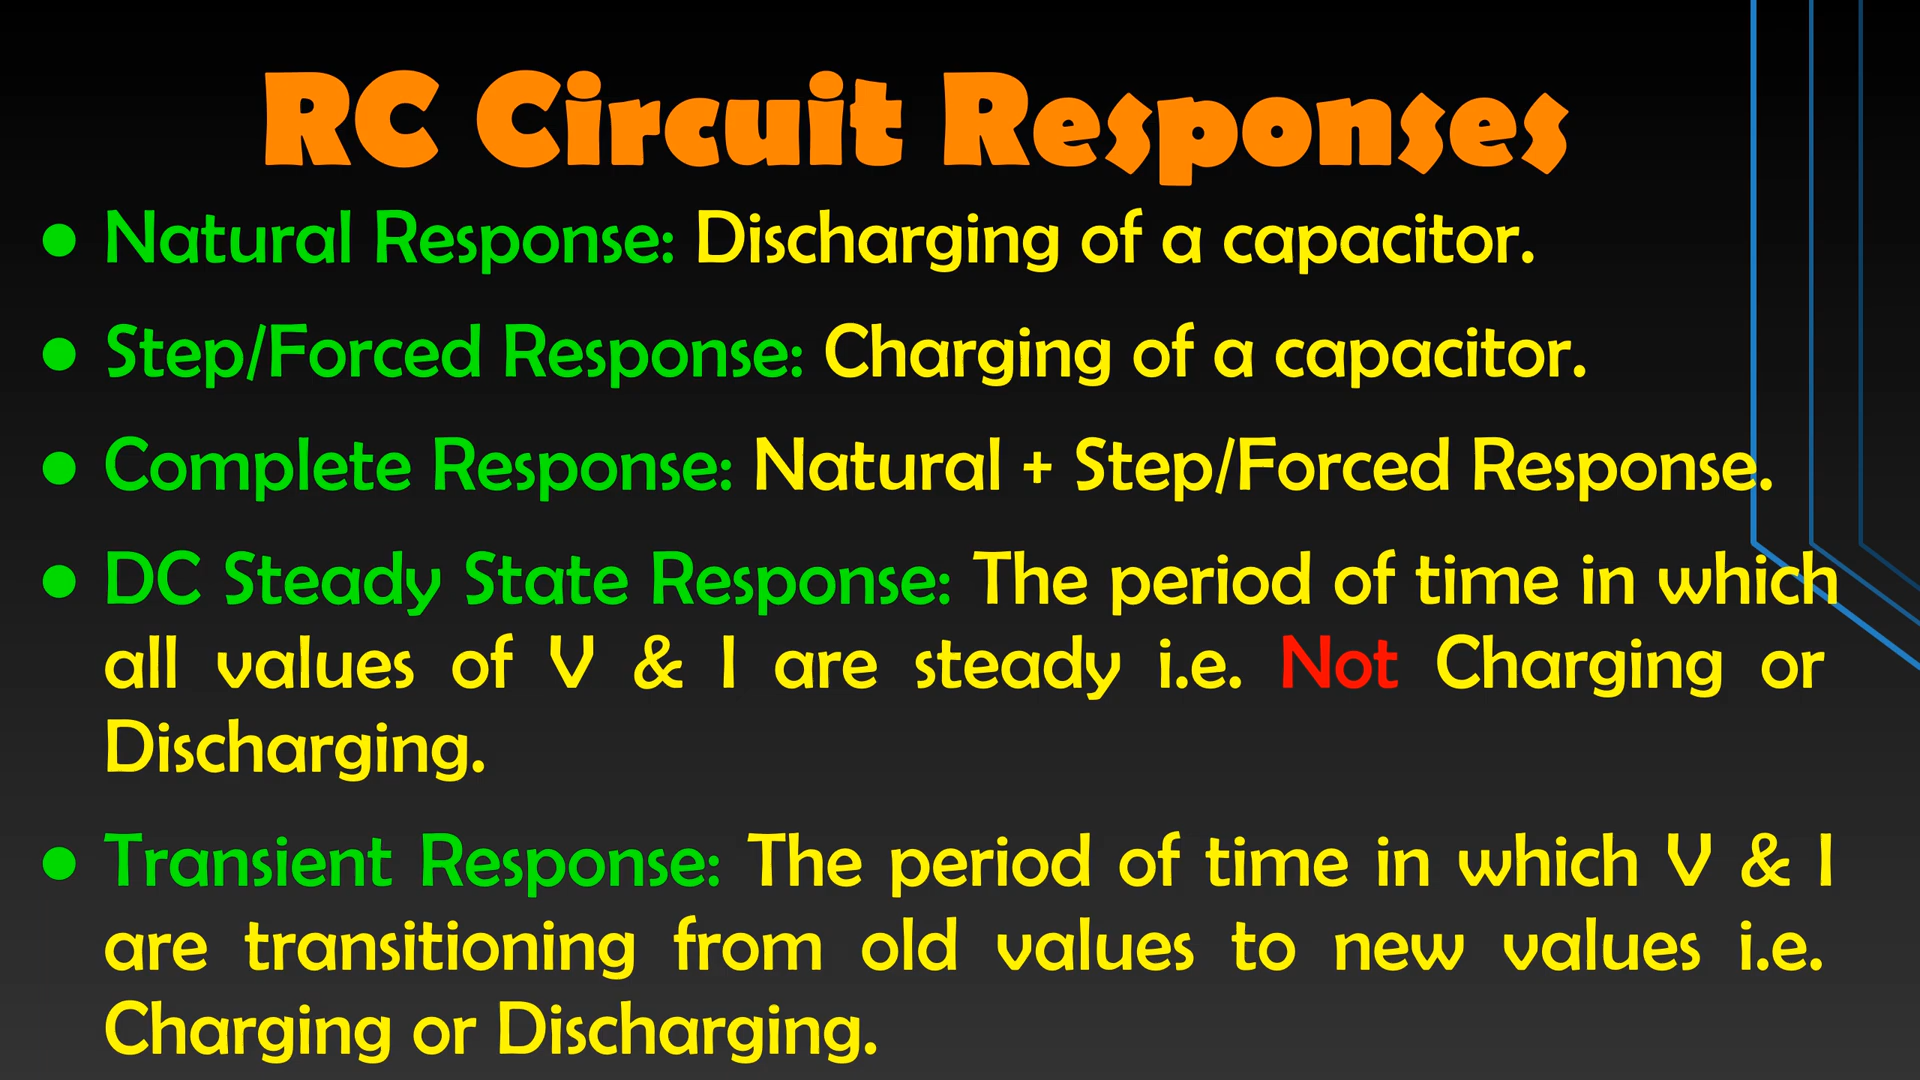 RC Circuit Responses
• Natural Response: Discharging of a capacitor.
• Step/Forced Response: Charging of a capacitor.
• Complete Response: Natural + Step/Forced Response.
• DC Steady State Response: The period of time in which
all values of V & I are steady i.e. Not Charging or
Discharging.
• Transient Response: The period of time in which V & I
are transitioning from old values to new values i.e.
Charging or Discharging.